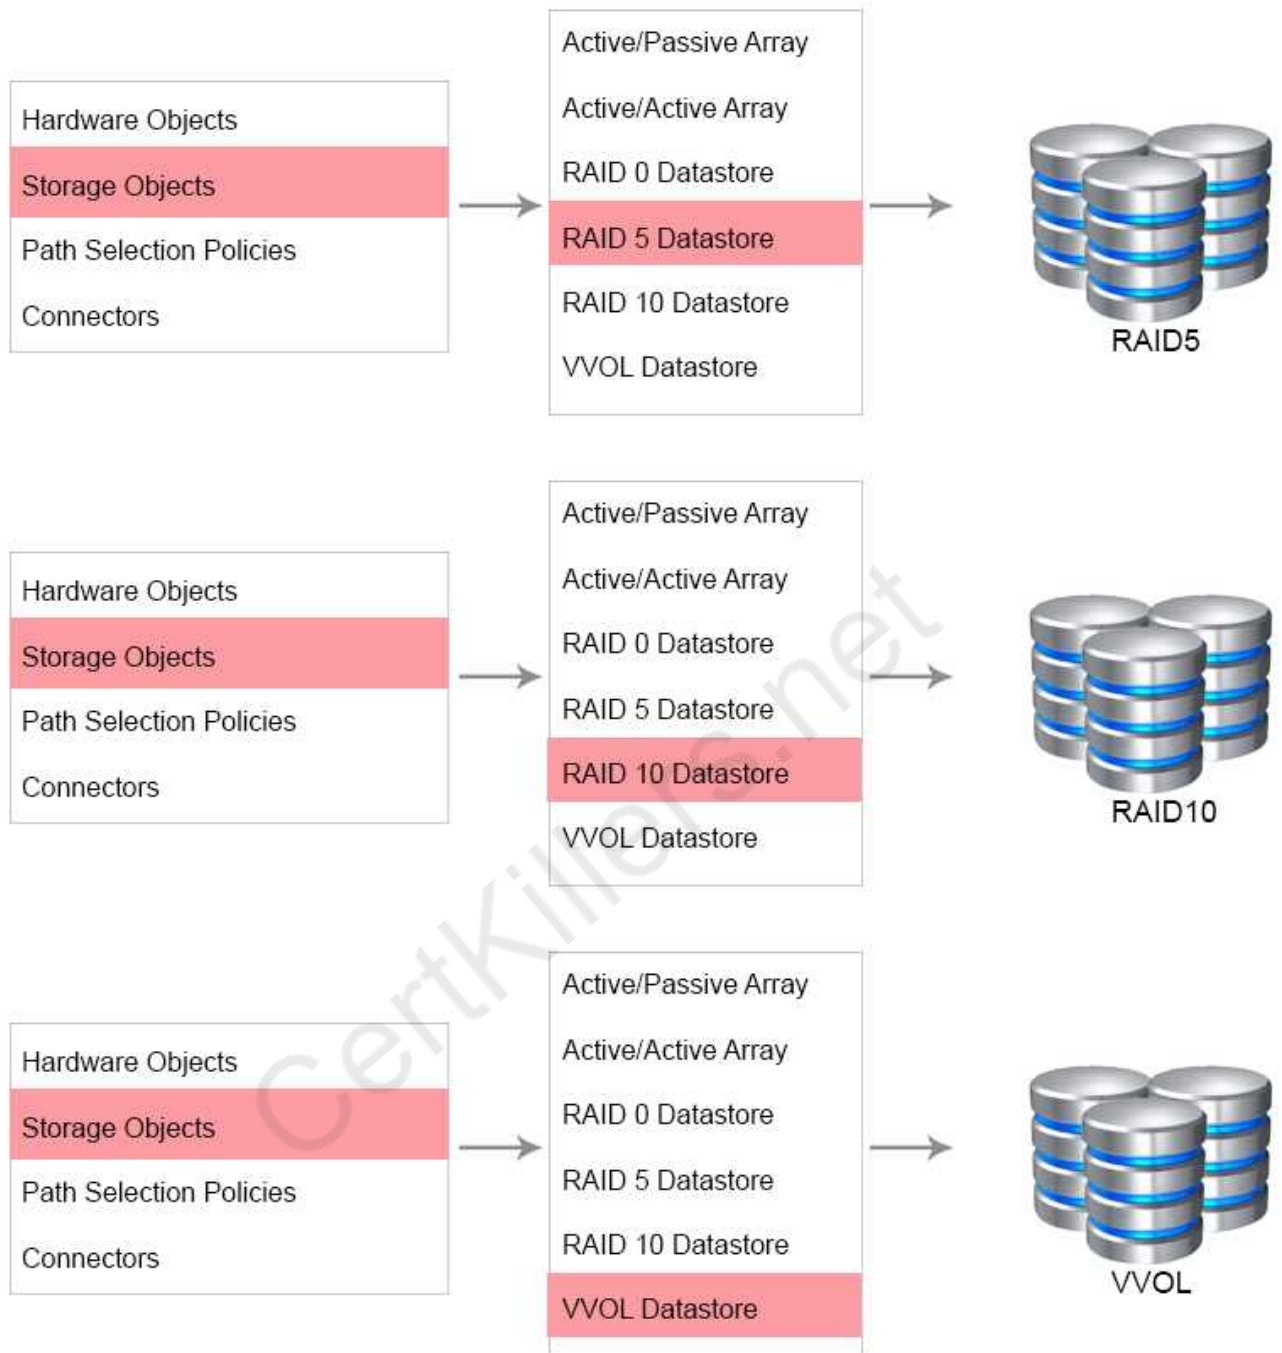 Hardware Objects
Storage Objects
Path Selection Policies
Connectors
Active/Passive Array
Active/Active Array
RAID 0 Datastore
RAID 5 Datastore
RAID 10 Datastore
VVOL Datastore
RAID5
Hardware Objects
Storage Objects
Path Selection Policies
Connectors
Active/Passive Array
Active/Active Array
RAID 0 Datastore
RAID 5 Datastore
RAID 10 Datastore
VVOL Datastore
RAID10
Hardware Objects
Storage Objects
Path Selection Policies
Connectors
Active/Passive Array
Active/Active Array
RAID 0 Datastore
RAID 5 Datastore
RAID 10 Datastore
VVOL Datastore
VVOL
CertKillers.net